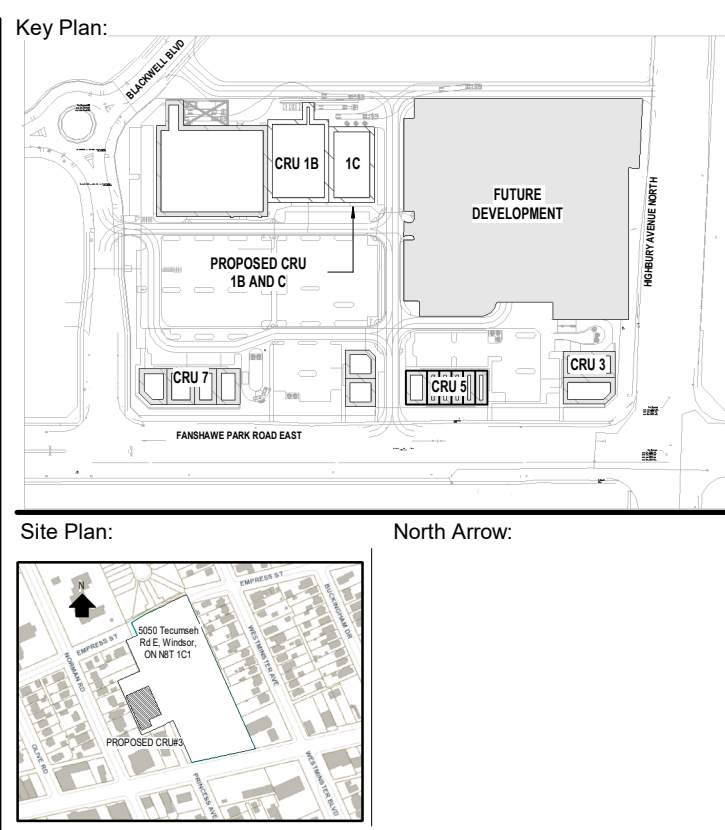 Key Plan:
BLACKWELL BLVD
CRU 1B
1C
FUTURE
DEVELOPMENT
HIGHBURY AVENUE NORTH
PROPOSED CRU
1B AND C
CRU 7
CRU 5
CRU 3
FANSHAWE PARK ROAD EAST
Site Plan:
North Arrow:
N
EMPRESS ST
BUCKINGHAM DR
5050 Tecumseh
Rd E, Windsor,
ON N8T 1C1
WESTMINSTER AVE
EMPRESS ST
NORMAN RD
PROPOSED CRU#3
OLIVE RD
PRINCESS AVE
WESTMINSTER BLVD